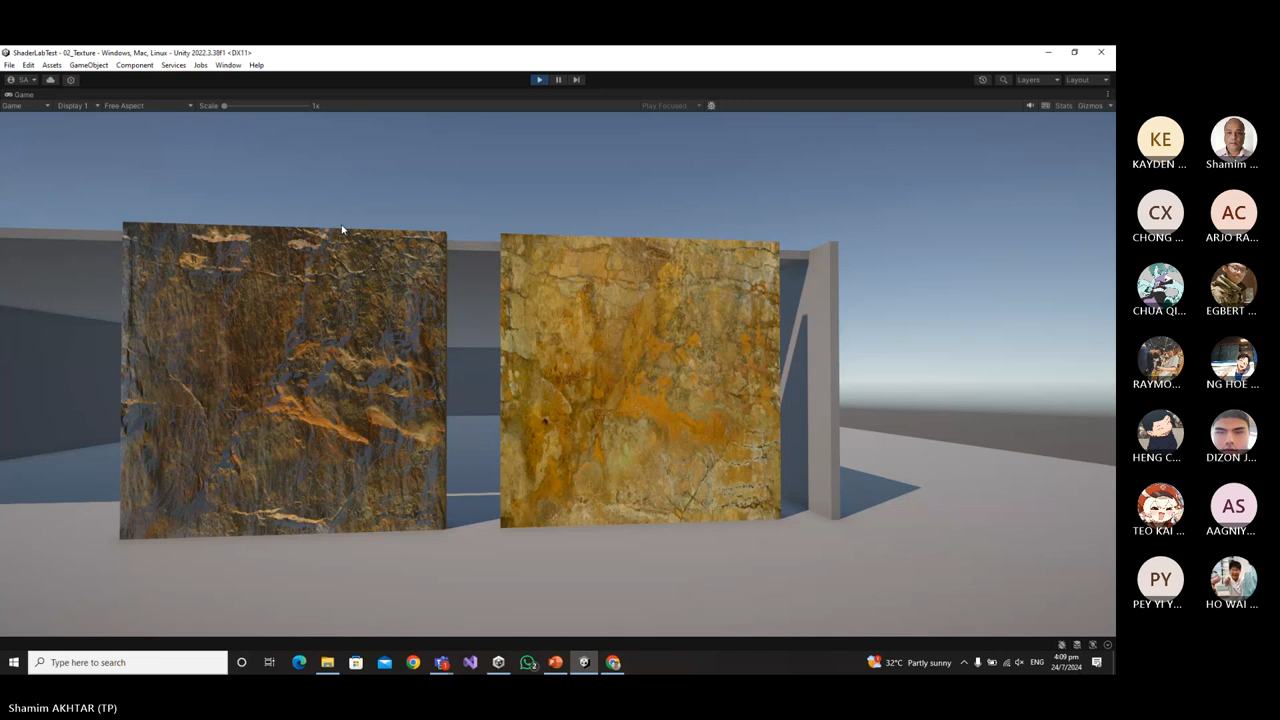 ShaderLabTest - 02_Texture - Windows, Mac, Linux - Unity 2022.3.38f1 <DX11>
File Edit Assets GameObject Component Services Jobs Window Help
SA
Layers Layout
Game
Game Display 1 Free Aspect Scale 1x Play Focused Stats Gizmos
KE
KAYDEN ... Shamim ...
CX AC
CHONG ... ARJO RA...
CHUA QI... EGBERT ...
RAYMO... NG HOE ...
HENG C... DIZON J...
AS
TEO KAI ... AAGNIY...
PY
PEY YI Y... HO WAI ...
Type here to search
2
32°C Partly sunny
ENG
4:09 pm
24/7/2024
Shamim AKHTAR (TP)